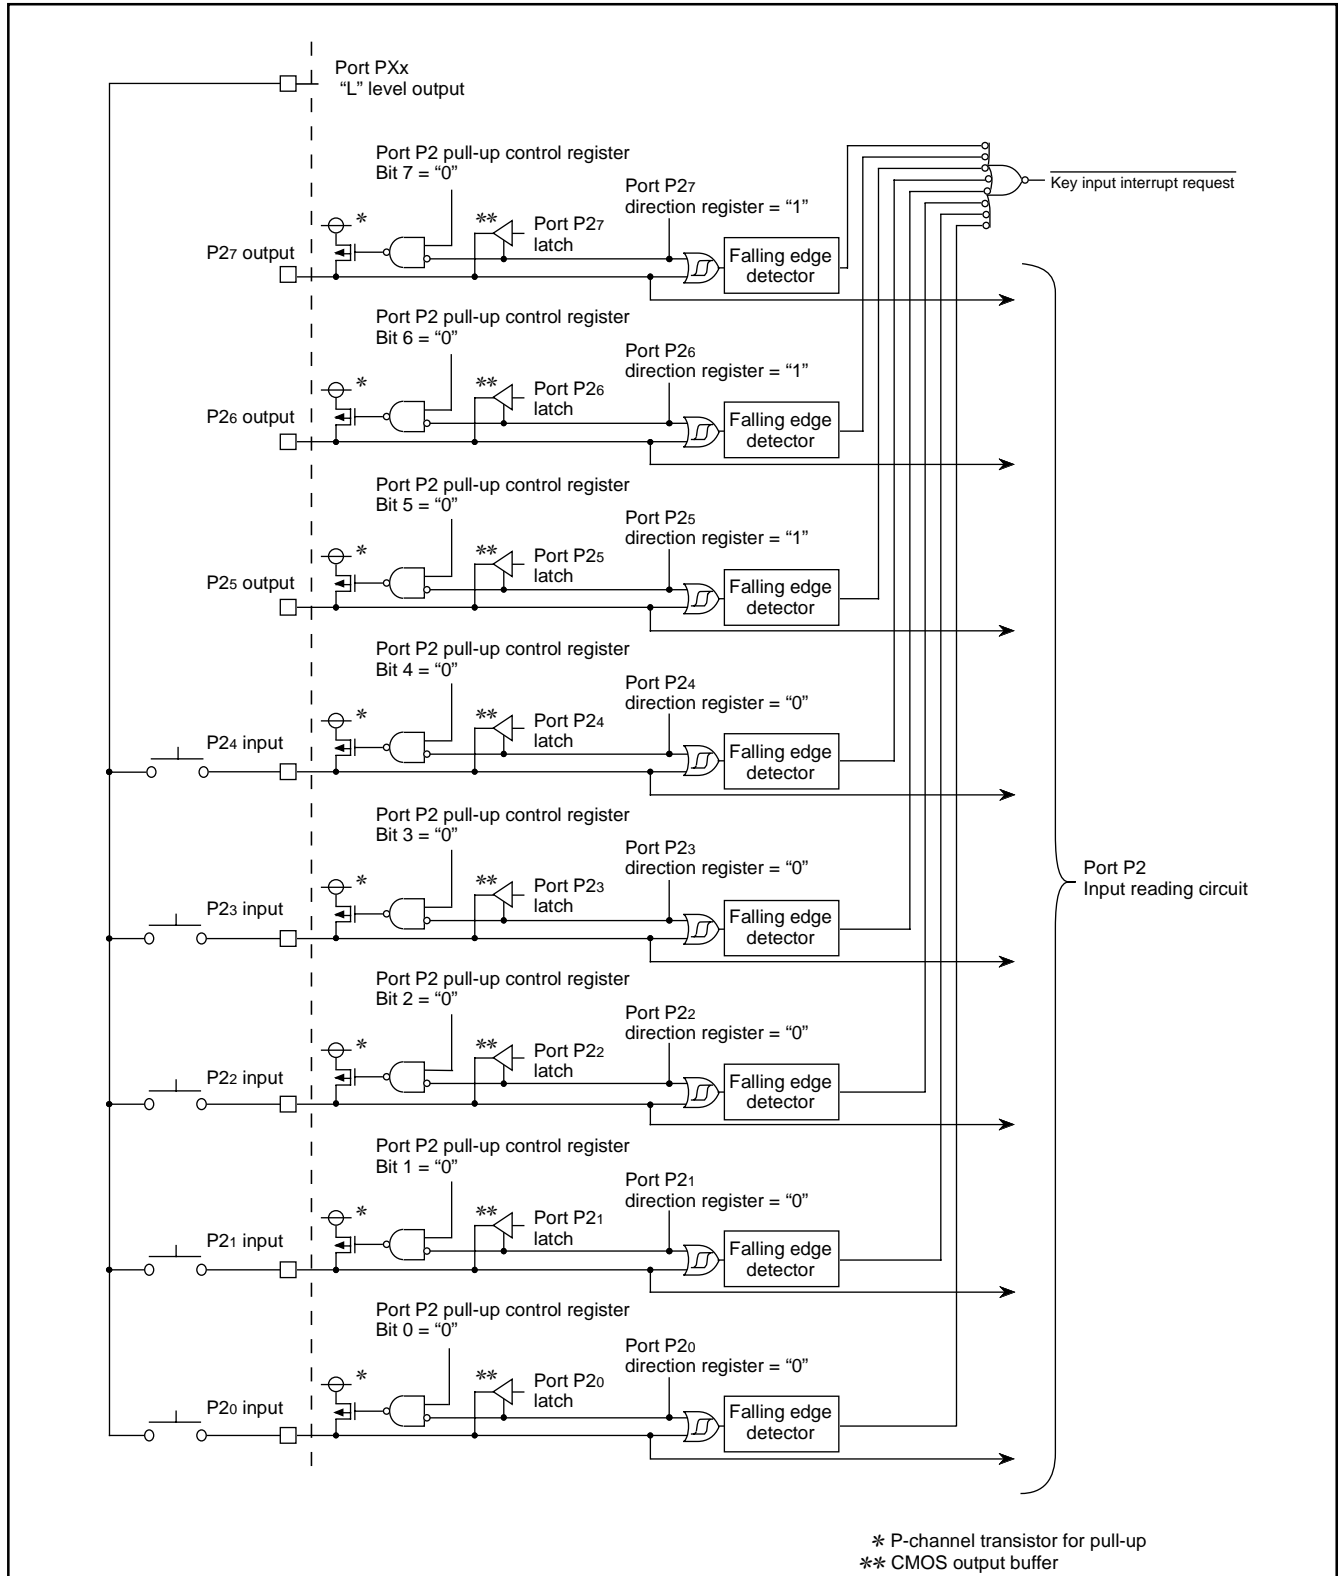 Port PXx
“L” level output
Port P2 pull-up control register
Bit 7 = “0”
Port P27
direction register = “1”
Key input interrupt request
*
**
Port P27
latch
P27 output
Falling edge
detector
Port P2 pull-up control register
Bit 6 = “0”
Port P26
direction register = “1”
*
**
Port P26
latch
P26 output
Falling edge
detector
Port P2 pull-up control register
Bit 5 = “0”
Port P25
direction register = “1”
*
**
Port P25
latch
P25 output
Falling edge
detector
Port P2 pull-up control register
Bit 4 = “0”
Port P24
direction register = “0”
*
**
Port P24
latch
P24 input
Falling edge
detector
Port P2 pull-up control register
Bit 3 = “0”
Port P23
direction register = “0”
*
**
Port P23
latch
P23 input
Falling edge
detector
Port P2
Input reading circuit
Port P2 pull-up control register
Bit 2 = “0”
Port P22
direction register = “0”
*
**
Port P22
latch
P22 input
Falling edge
detector
Port P2 pull-up control register
Bit 1 = “0”
Port P21
direction register = “0”
*
**
Port P21
latch
P21 input
Falling edge
detector
Port P2 pull-up control register
Bit 0 = “0”
Port P20
direction register = “0”
*
**
Port P20
latch
P20 input
Falling edge
detector
* P-channel transistor for pull-up
** CMOS output buffer